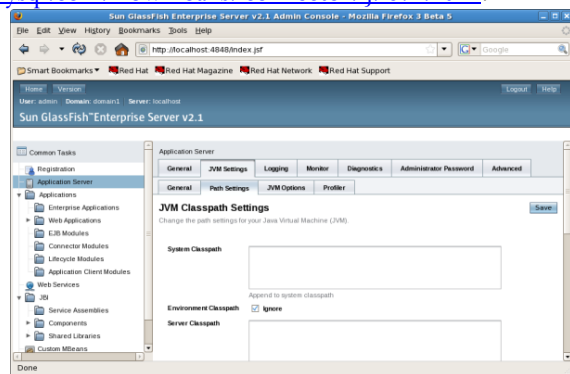 Sun GlassFish Enterprise Server v2.1 Admin Console - Mozilla Firefox 3 Beta 5
File Edit View History Bookmarks Tools Help
http://localhost:4848/index.jsf
Google
Smart Bookmarks Red Hat Red Hat Magazine Red Hat Network Red Hat Support
Home Version Logout Help
User: admin Domain: domain1 Server: localhost
Sun GlassFish™ Enterprise Server v2.1
Common Tasks
Registration
Application Server
Applications
Enterprise Applications
Web Applications
EJB Modules
Connector Modules
Lifecycle Modules
Application Client Modules
Web Services
JBI
Service Assemblies
Components
Shared Libraries
Custom MBeans
Application Server
General JVM Settings Logging Monitor Diagnostics Administrator Password Advanced
General Path Settings JVM Options Profiler
JVM Classpath Settings
Save
Change the path settings for your Java Virtual Machine (JVM).
System Classpath
Append to system classpath
Environment Classpath Ignore
Server Classpath
Done